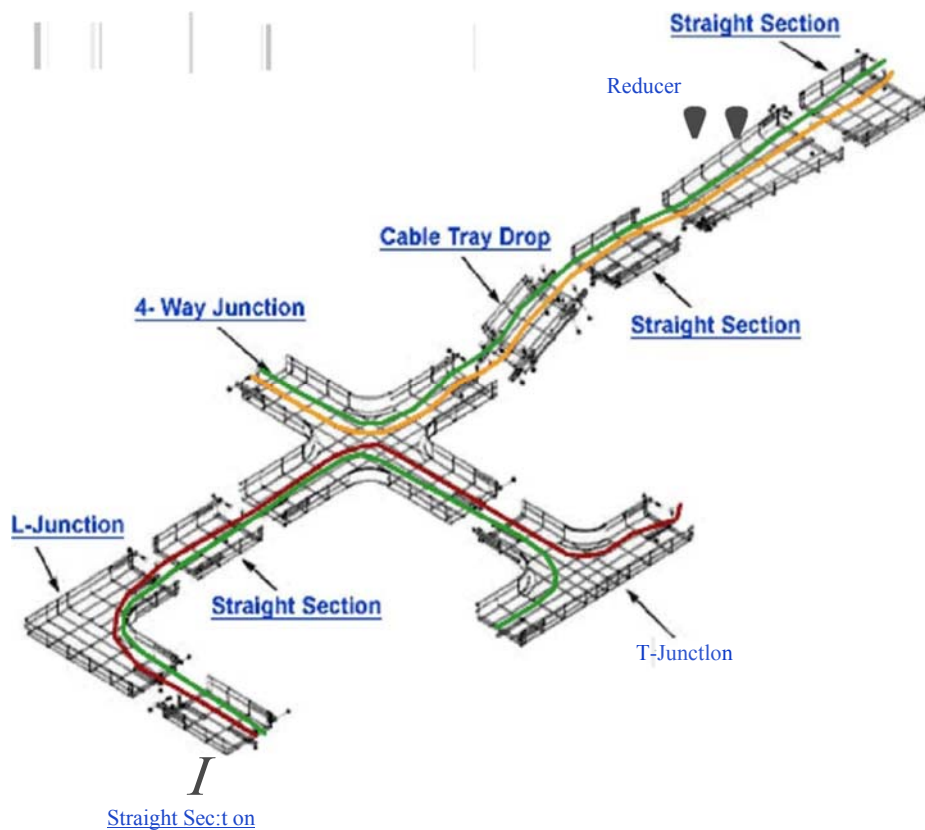 Straight Section
Reducer
Cable Tray Drop
4- Way Junction
Straight Section
L-Junction
Straight Section
T-Junctlon
I
Straight Sec:t on